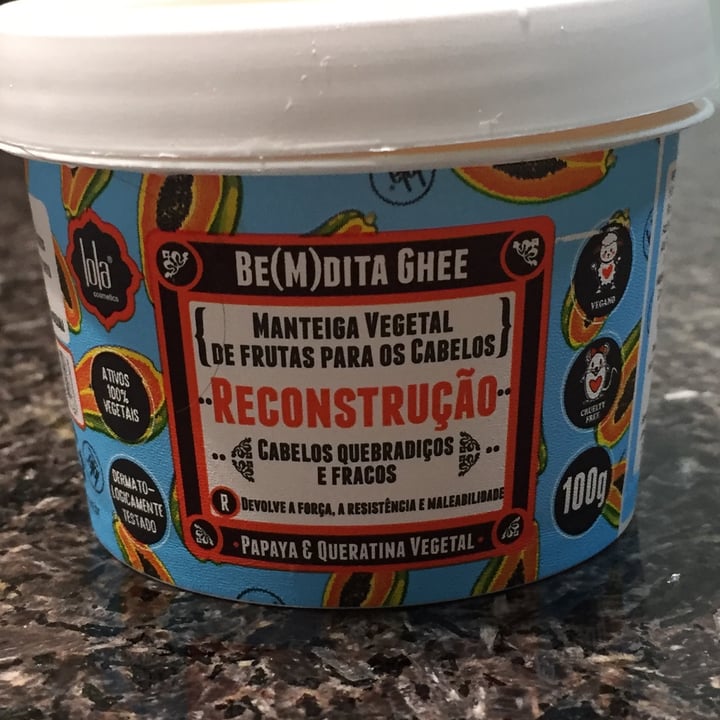 lola
cosmetics
BE(M)DITA GHEE
MANTEIGA VEGETAL
DE FRUTAS PARA OS CABELOS
RECONSTRUÇÃO
CABELOS QUEBRADIÇOS
E FRACOS
R DEVOLVE A FORÇA, A RESISTÊNCIA E MALEABILIDADE
PAPAYA & QUERATINA VEGETAL
ATIVOS
100%
VEGETAIS
DERMATO-
LOGICAMENTE
TESTADO
VEGANO
CRUELTY
FREE
100g